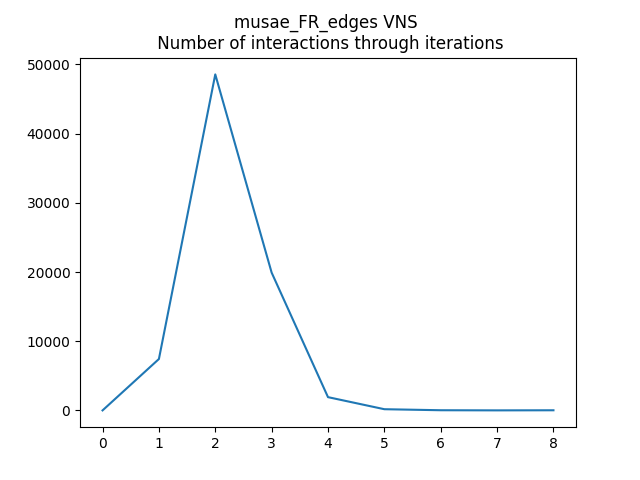 musae_FR_edges VNS
Number of interactions through iterations
50000
40000
30000
20000
10000
0
0 1 2 3 4 5 6 7 8